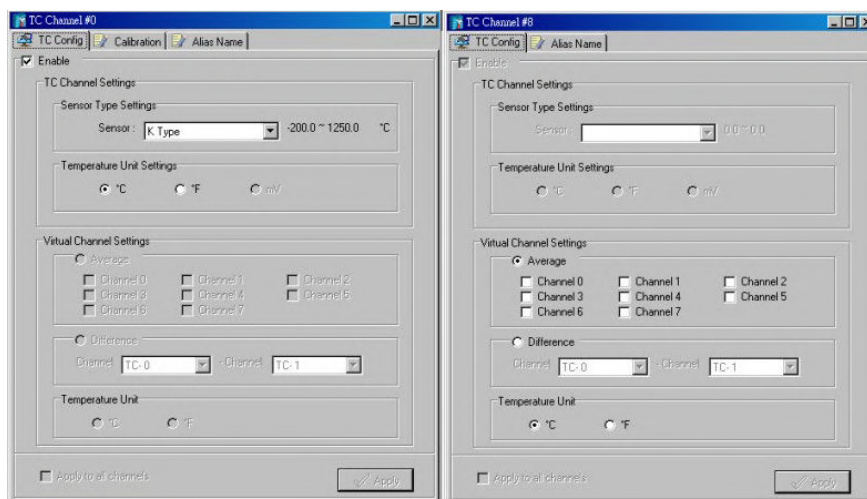 TC Channel #0
TC Config Calibration Alias Name
Enable
TC Channel Settings
Sensor Type Settings
Sensor : K Type -200.0 ~ 1250.0 °C
Temperature Unit Settings
°C °F mV
Virtual Channel Settings
Average
Channel 0 Channel 1 Channel 2
Channel 3 Channel 4 Channel 5
Channel 6 Channel 7
Difference
Channel TC- 0 - Channel TC- 1
Temperature Unit
°C °F
Apply to all channels Apply
TC Channel #8
TC Config Alias Name
Enable
TC Channel Settings
Sensor Type Settings
Sensor : 0.0 ~ 0.0
Temperature Unit Settings
°C °F mV
Virtual Channel Settings
Average
Channel 0 Channel 1 Channel 2
Channel 3 Channel 4 Channel 5
Channel 6 Channel 7
Difference
Channel TC- 0 - Channel TC- 1
Temperature Unit
°C °F
Apply to all channels Apply